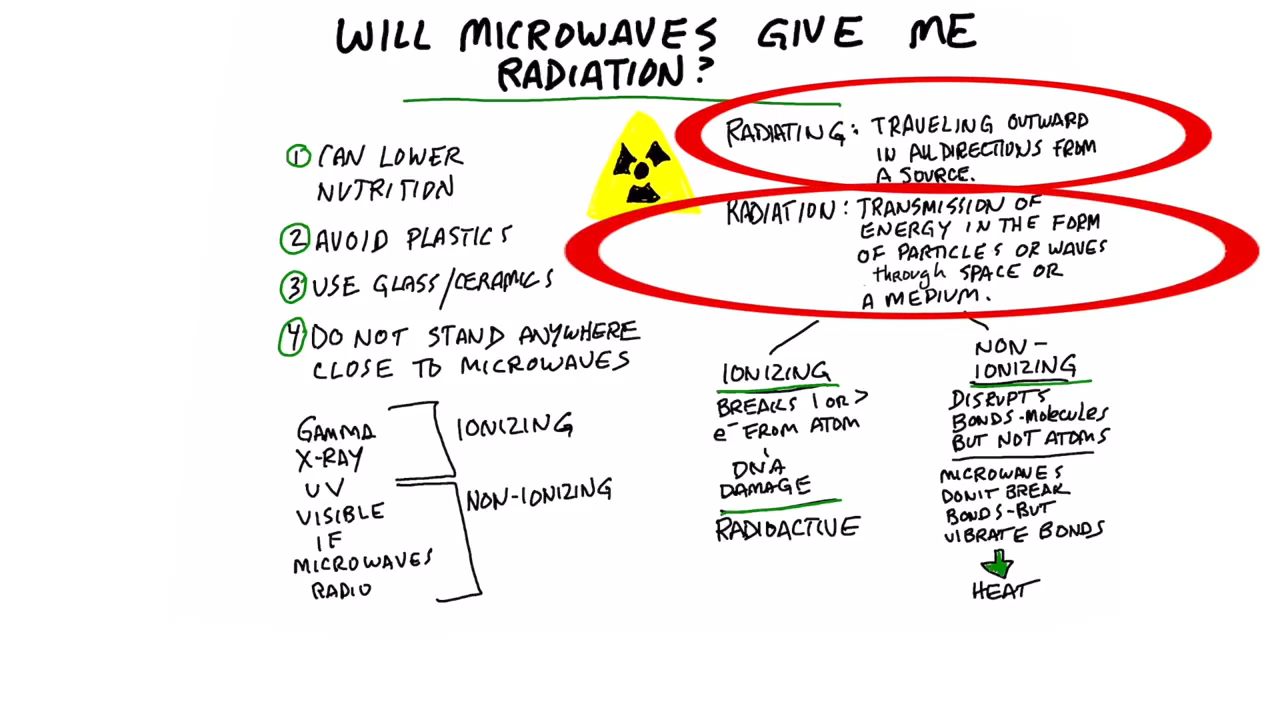 WILL MICROWAVES GIVE ME
RADIATION?
① CAN LOWER
NUTRITION
② AVOID PLASTICS
③ USE GLASS/CERAMICS
④ DO NOT STAND ANYWHERE
CLOSE TO MICROWAVES
GAMMA
X-RAY
UV
VISIBLE
IF
MICROWAVES
RADIO
IONIZING
NON-IONIZING
RADIATING: TRAVELING OUTWARD
IN ALL DIRECTIONS FROM
A SOURCE.
RADIATION: TRANSMISSION OF
ENERGY IN THE FORM
OF PARTICLES OR WAVES
through SPACE OR
A MEDIUM.
IONIZING
BREAKS 1 OR >
e⁻ FROM ATOM
DNA
DAMAGE
RADIOACTIVE
NON-
IONIZING
DISRUPTS
BONDS-MOLECULES
BUT NOT ATOMS
MICROWAVES
DON'T BREAK
BONDS-BUT
VIBRATE BONDS
HEAT